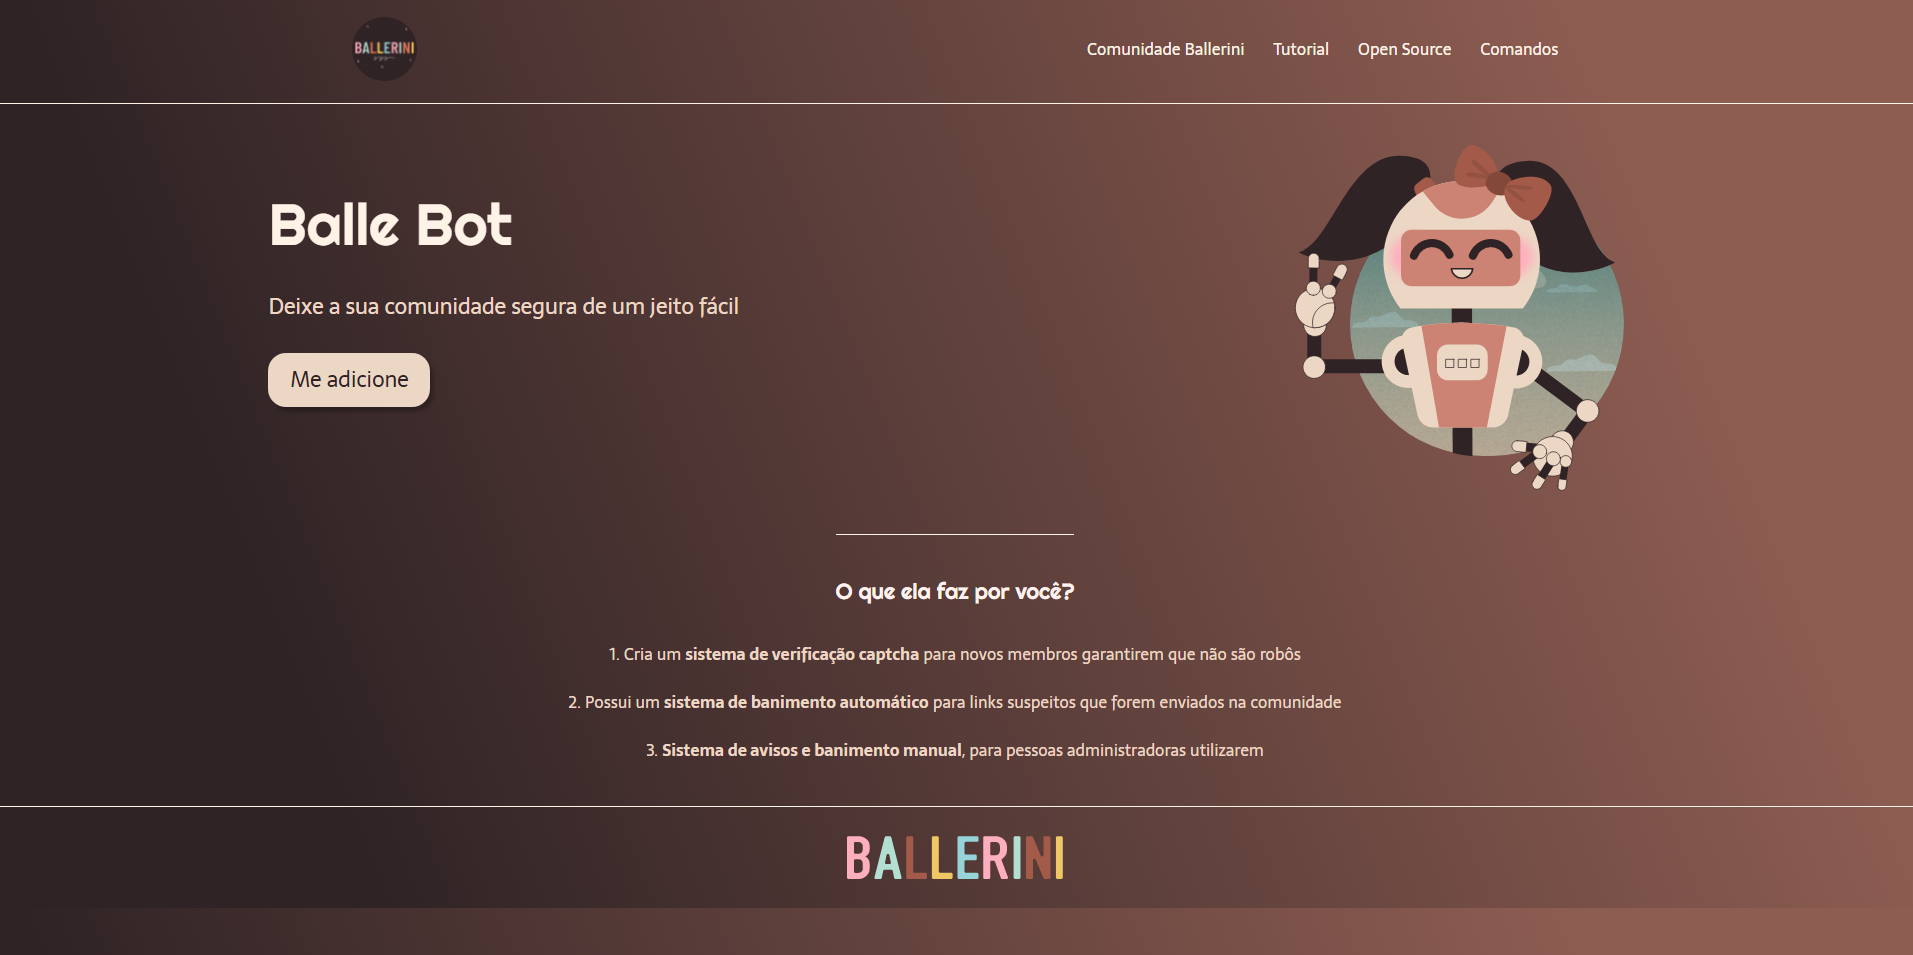 BALLERINI
Comunidade Ballerini Tutorial Open Source Comandos
Balle Bot
Deixe a sua comunidade segura de um jeito fácil
Me adicione
O que ela faz por você?
1. Cria um sistema de verificação captcha para novos membros garantirem que não são robôs
2. Possui um sistema de banimento automático para links suspeitos que forem enviados na comunidade
3. Sistema de avisos e banimento manual, para pessoas administradoras utilizarem
BALLERINI